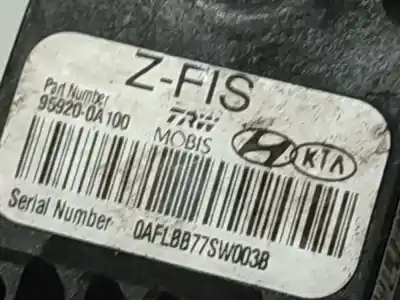 Z-FIS
Part Number
95920-0A100
TRW
MOBIS
KIA
Serial Number 0AFLBB77SW003B